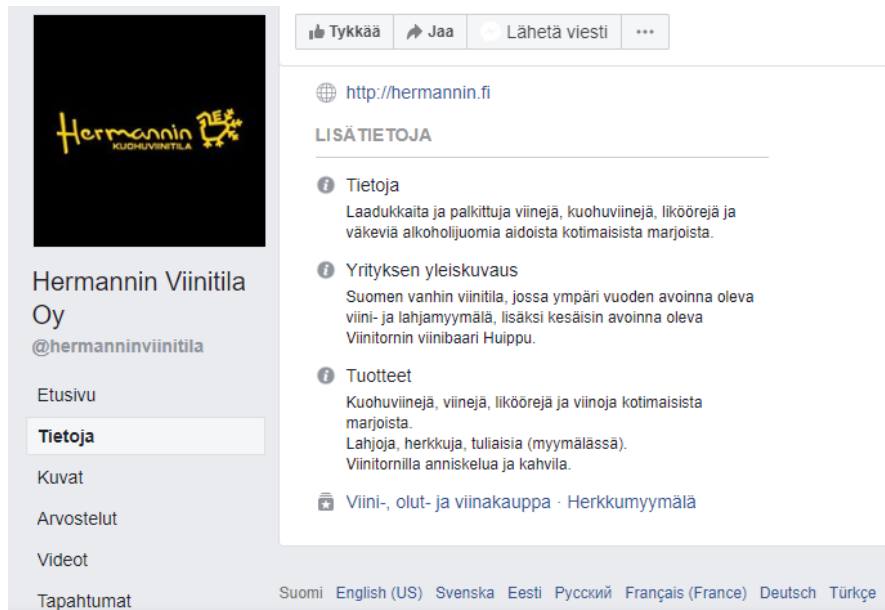 Hermannin
KUOHUVIINITILA
Hermannin Viinitila
Oy
@hermanninviinitila
Etusivu
Tietoja
Kuvat
Arvostelut
Videot
Tapahtumat
Tykkää Jaa Lähetä viesti ...
http://hermannin.fi
LISÄTIETOJA
Tietoja
Laadukkaita ja palkittuja viinejä, kuohuviinejä, liköörejä ja
väkeviä alkoholijuomia aidoista kotimaisista marjoista.
Yrityksen yleiskuvaus
Suomen vanhin viinitila, jossa ympäri vuoden avoinna oleva
viini- ja lahjamyymälä, lisäksi kesäisin avoinna oleva
Viinitornin viinibaari Huippu.
Tuotteet
Kuohuviinejä, viinejä, liköörejä ja viinoja kotimaisista
marjoista.
Lahjoja, herkkuja, tuliaisia (myymälässä).
Viinitornilla anniskelua ja kahvila.
Viini-, olut- ja viinakauppa · Herkkumyymälä
Suomi English (US) Svenska Eesti Русский Français (France) Deutsch Türkçe